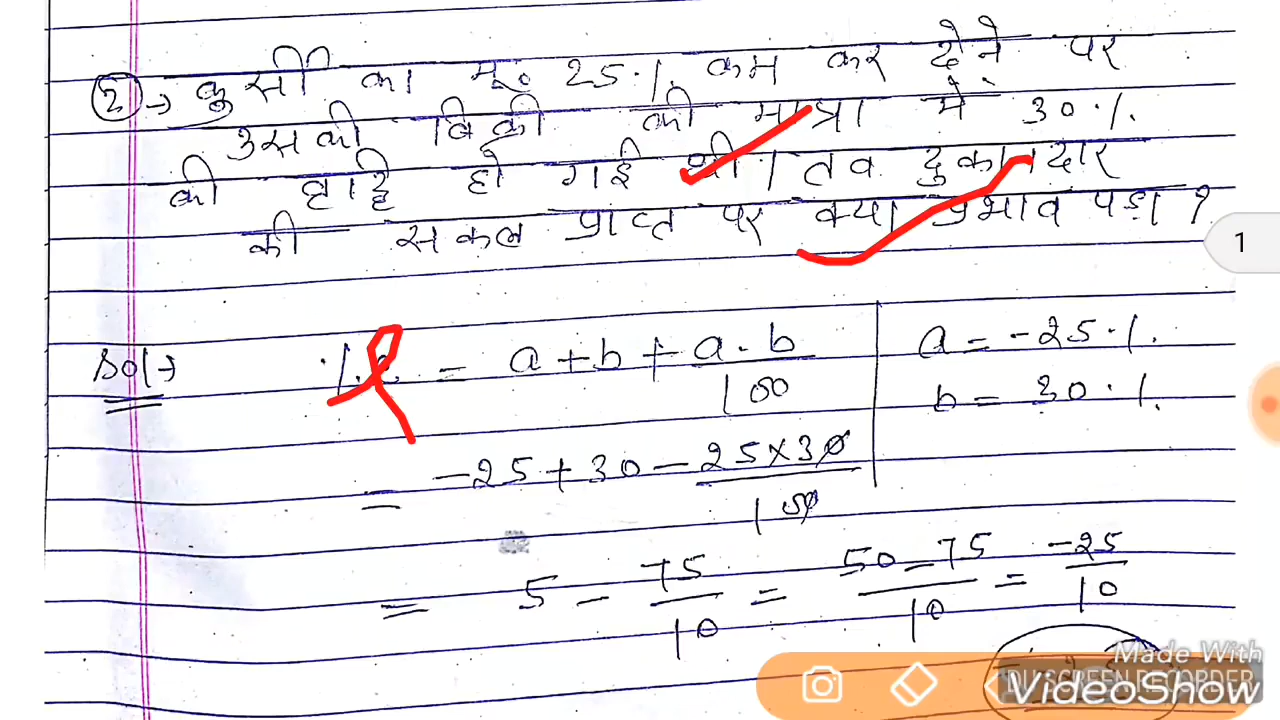 ② → कुर्सी का मू० 25% कम कर देने पर
उसकी बिक्री की मात्रा में 30%
की वृद्धि हो गई थी। तब दुकानदार
की सकल प्राप्त पर क्या प्रभाव पड़ा ?
1
Sol→ % = a + b + a.b/100
a = -25%
b = 30%
= -25 + 30 - 25×30/100
= 5 - 75/10 = 50-75/10 = -25/10
Made With
VideoShow